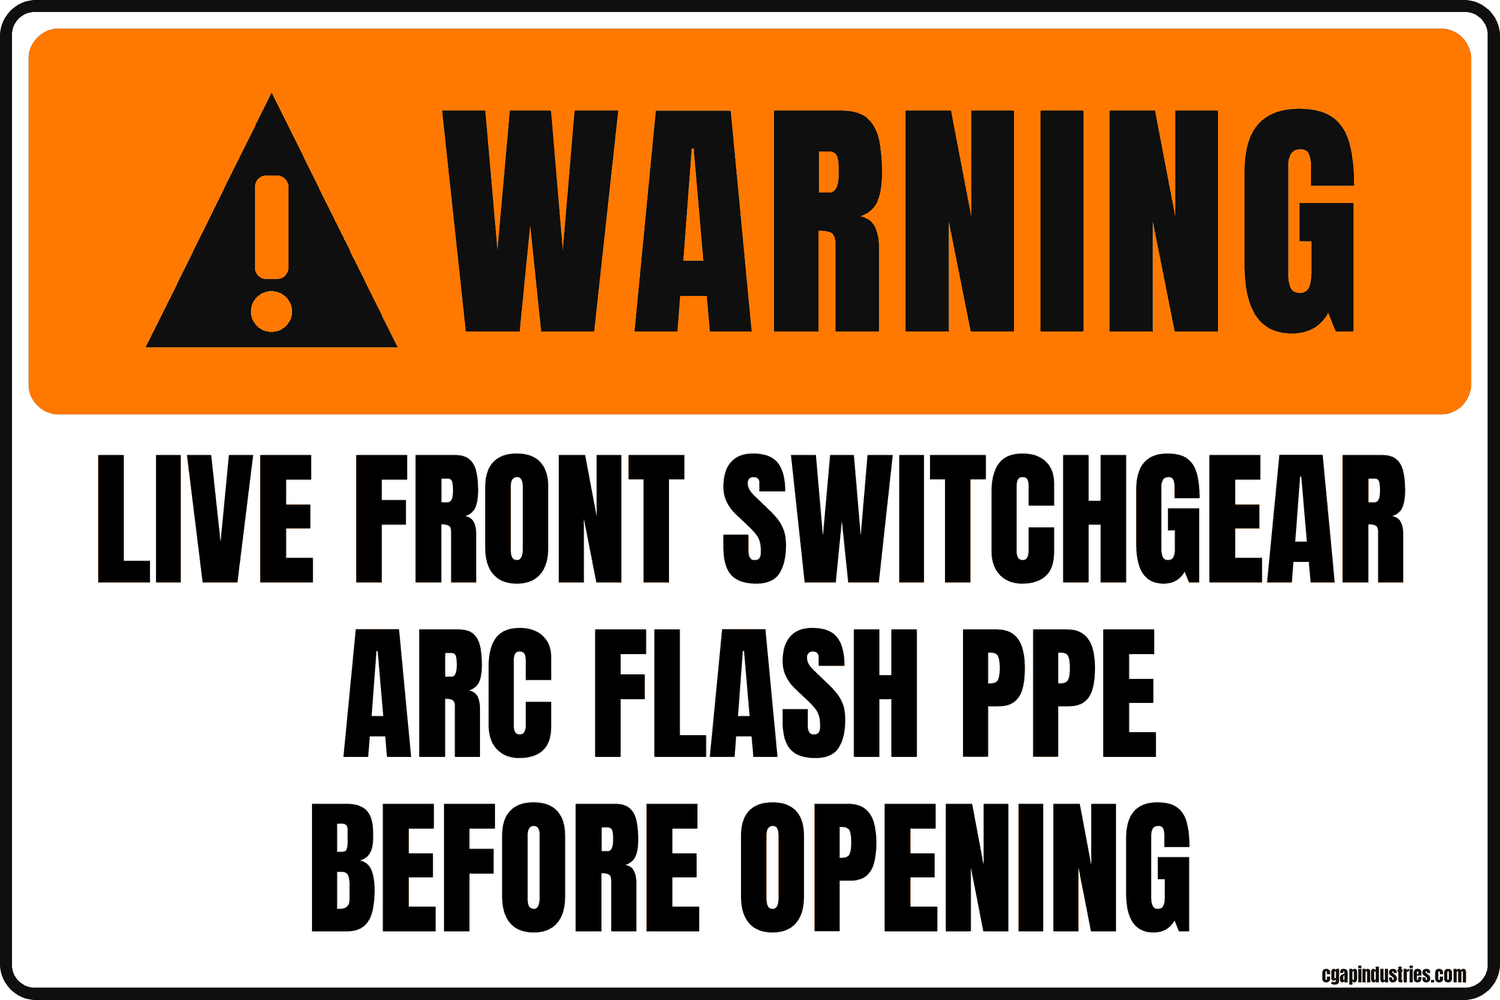 WARNING
LIVE FRONT SWITCHGEAR
ARC FLASH PPE
BEFORE OPENING
cgapindustries.com